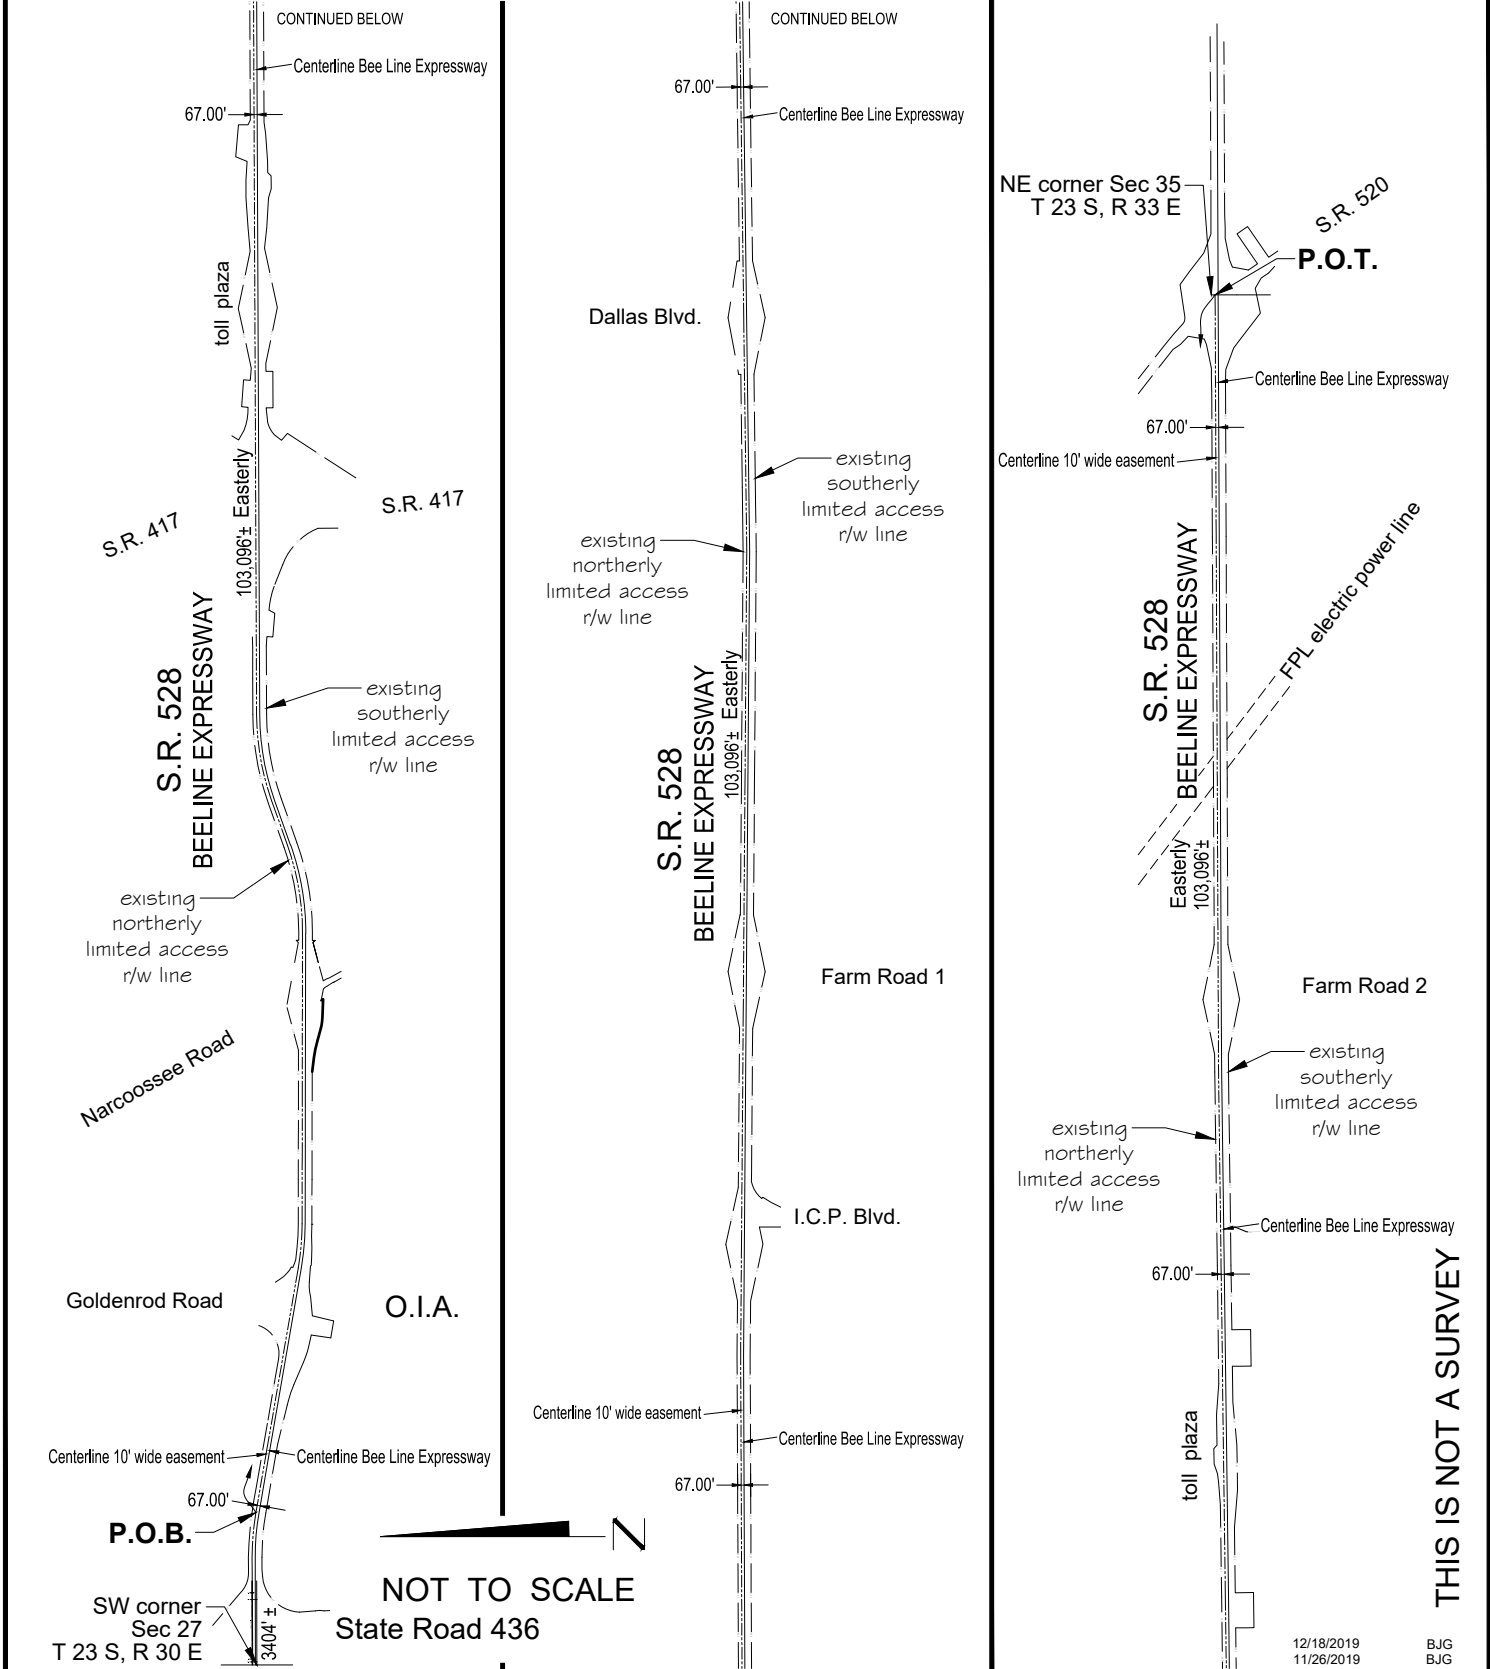 CONTINUED BELOW
Centerline Bee Line Expressway
67.00'
toll plaza
S.R. 417
S.R. 417
103,096'± Easterly
S.R. 528
BEELINE EXPRESSWAY
existing
southerly
limited access
r/w line
existing
northerly
limited access
r/w line
Narcoossee Road
Goldenrod Road
O.I.A.
Centerline 10' wide easement
Centerline Bee Line Expressway
67.00'
P.O.B.
SW corner
Sec 27
T 23 S, R 30 E
3404' ±
State Road 436
NOT TO SCALE
N
CONTINUED BELOW
67.00'
Centerline Bee Line Expressway
Dallas Blvd.
existing
southerly
limited access
r/w line
existing
northerly
limited access
r/w line
S.R. 528
BEELINE EXPRESSWAY
103,096'± Easterly
Farm Road 1
I.C.P. Blvd.
Centerline 10' wide easement
Centerline Bee Line Expressway
67.00'
NE corner Sec 35
T 23 S, R 33 E
S.R. 520
P.O.T.
Centerline Bee Line Expressway
67.00'
Centerline 10' wide easement
S.R. 528
BEELINE EXPRESSWAY
FPL electric power line
Easterly
103,096'±
Farm Road 2
existing
southerly
limited access
r/w line
existing
northerly
limited access
r/w line
Centerline Bee Line Expressway
67.00'
toll plaza
THIS IS NOT A SURVEY
12/18/2019 BJG
11/26/2019 BJG